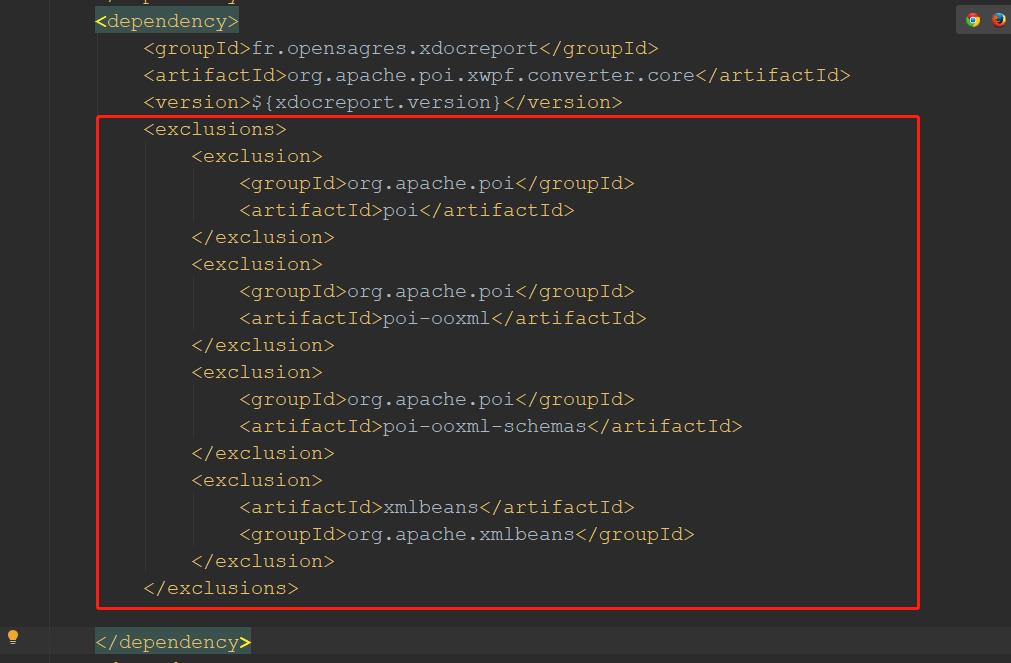 <dependency>
<groupId>fr.opensagres.xdocreport</groupId>
<artifactId>org.apache.poi.xwpf.converter.core</artifactId>
<version>${xdocreport.version}</version>
<exclusions>
<exclusion>
<groupId>org.apache.poi</groupId>
<artifactId>poi</artifactId>
</exclusion>
<exclusion>
<groupId>org.apache.poi</groupId>
<artifactId>poi-ooxml</artifactId>
</exclusion>
<exclusion>
<groupId>org.apache.poi</groupId>
<artifactId>poi-ooxml-schemas</artifactId>
</exclusion>
<exclusion>
<artifactId>xmlbeans</artifactId>
<groupId>org.apache.xmlbeans</groupId>
</exclusion>
</exclusions>
</dependency>